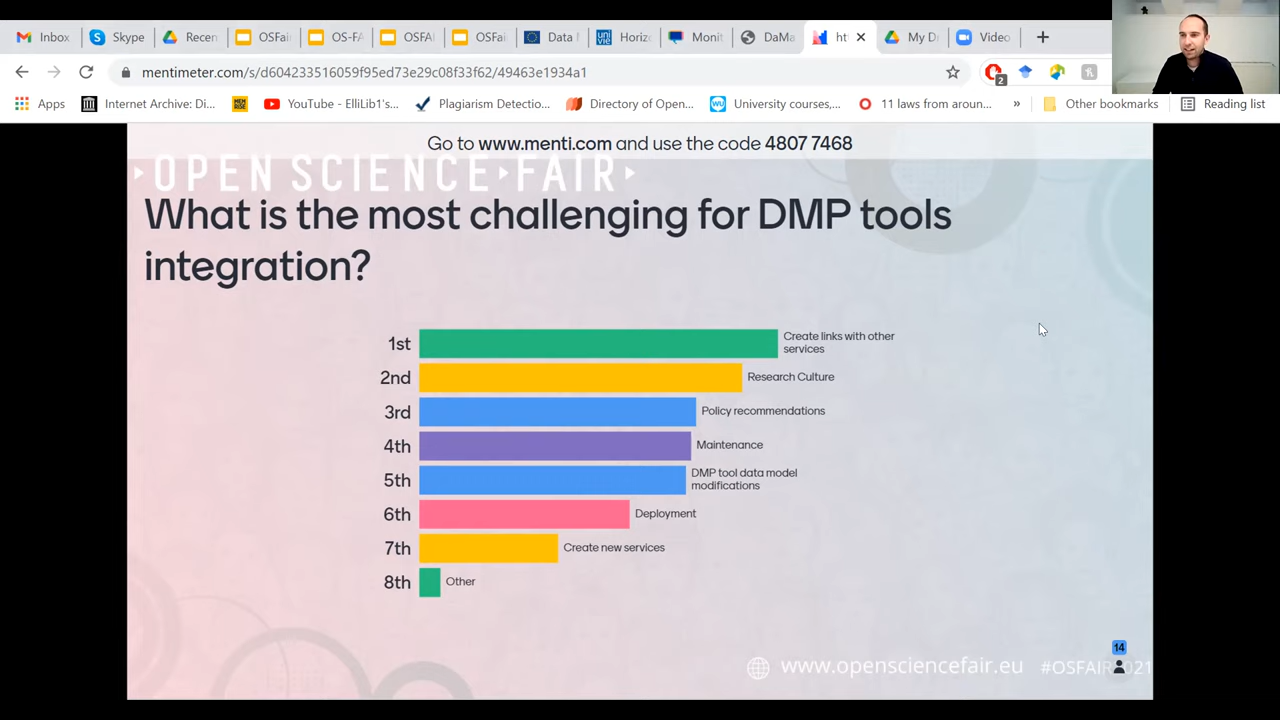 Inbox
Skype
Recen
OSFai
OS-FA
OSFAI
OSFai
Data
Horiz
Monit
DaMa
htt
My D
Video
mentimeter.com/s/d604233516059f95ed73e29c08f33f62/49463e1934a1
2
Apps
Internet Archive: Di...
YouTube - ElliLib1's...
Plagiarism Detectio...
Directory of Open...
University courses,...
11 laws from aroun...
»
Other bookmarks
Reading list
Go to www.menti.com and use the code 4807 7468
OPEN SCIENCE FAIR
What is the most challenging for DMP tools
integration?
1st
Create links with other
services
2nd
Research Culture
3rd
Policy recommendations
4th
Maintenance
5th
DMP tool data model
modifications
6th
Deployment
7th
Create new services
8th
Other
14
www.opensciencefair.eu #OSFAIR2021